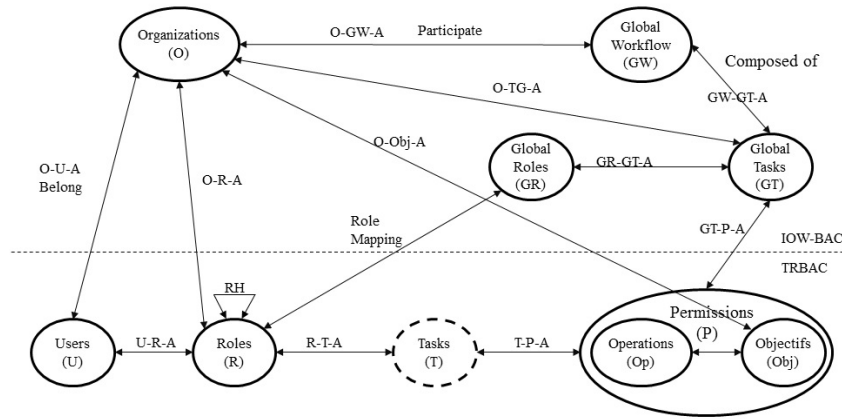 Organizations
(O)
O-GW-A
Participate
Global
Workflow
(GW)
Composed of
O-TG-A
GW-GT-A
O-U-A
Belong
O-R-A
O-Obj-A
Global
Roles
(GR)
GR-GT-A
Global
Tasks
(GT)
Role
Mapping
GT-P-A
IOW-BAC
TRBAC
RH
Permissions
(P)
Users
(U)
U-R-A
Roles
(R)
R-T-A
Tasks
(T)
T-P-A
Operations
(Op)
Objectifs
(Obj)